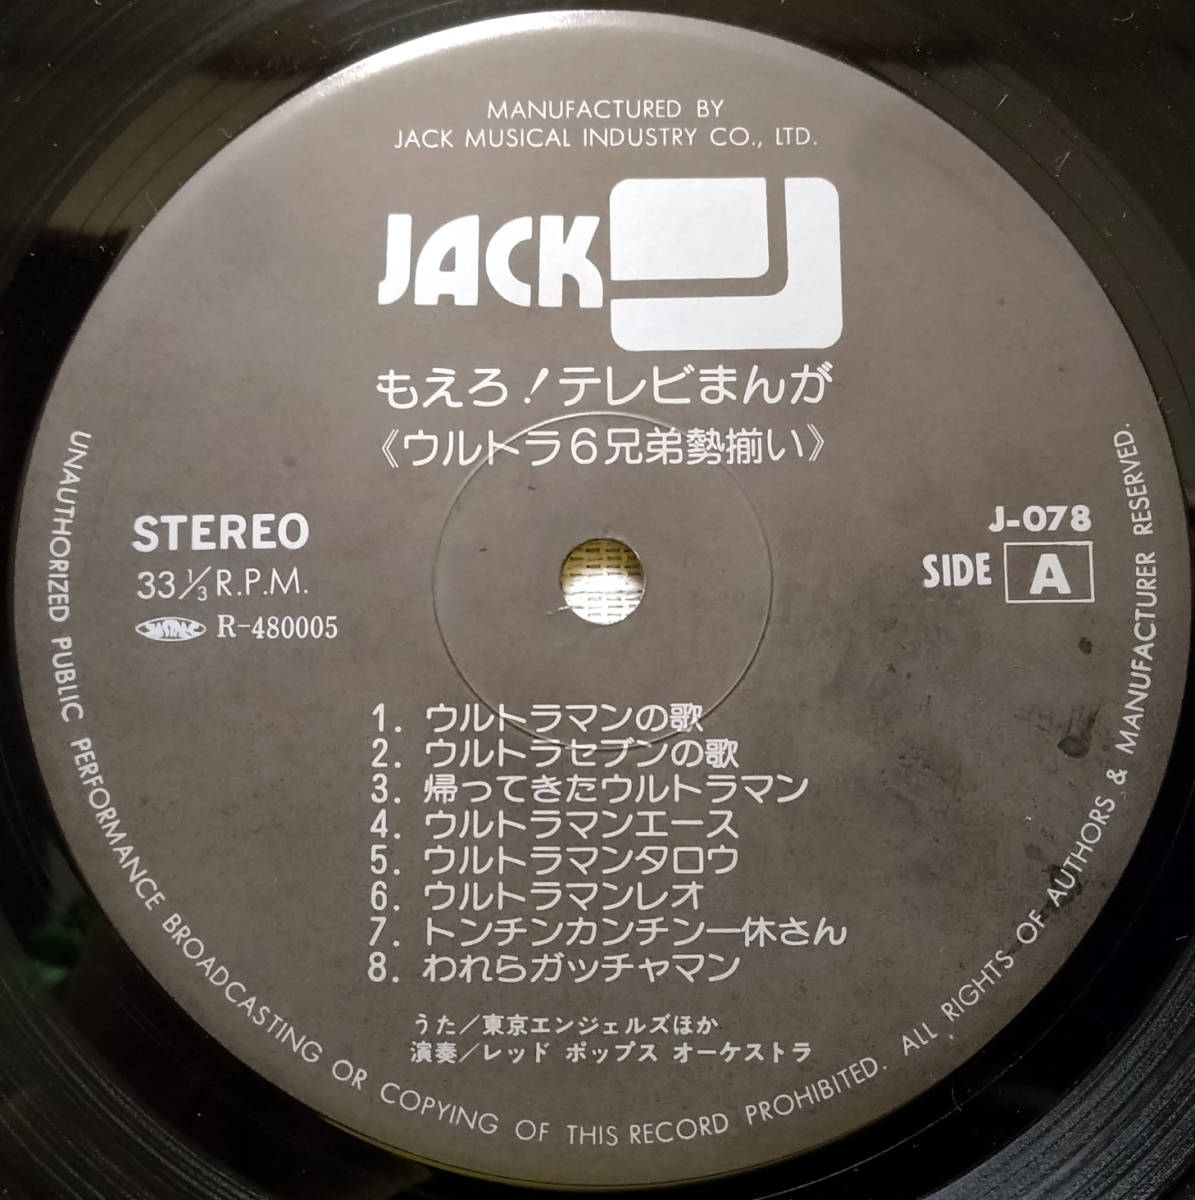 MANUFACTURED BY
JACK MUSICAL INDUSTRY CO., LTD.
JACK
もえろ!テレビまんが
《ウルトラ6兄弟勢揃い》
STEREO
33 1/3 R.P.M.
JASRAC R-480005
J-078
SIDE A
1. ウルトラマンの歌
2. ウルトラセブンの歌
3. 帰ってきたウルトラマン
4. ウルトラマンエース
5. ウルトラマンタロウ
6. ウルトラマンレオ
7. トンチンカンチン一休さん
8. われらガッチャマン
うた/東京エンジェルズほか
演奏/レッド ポップス オーケストラ
UNAUTHORIZED PUBLIC PERFORMANCE BROADCASTING OR COPYING OF THIS RECORD PROHIBITED. ALL RIGHTS OF AUTHORS & MANUFACTURER RESERVED.